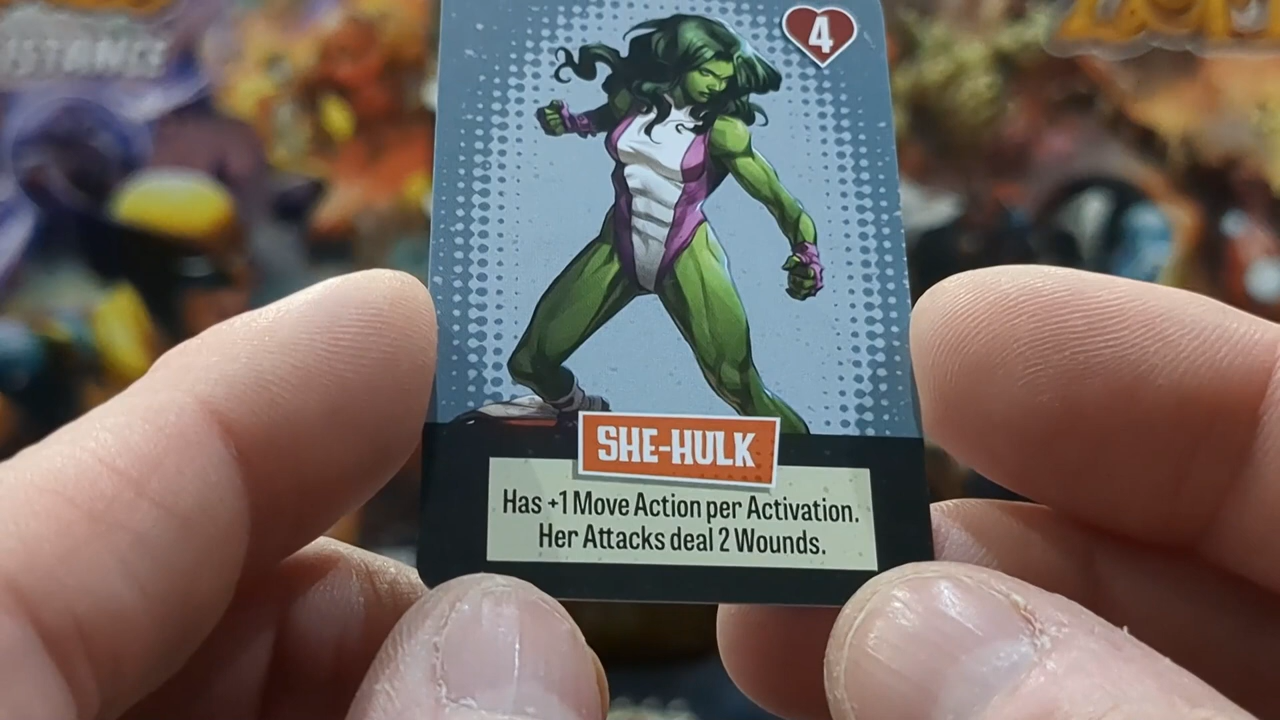 4
SHE-HULK
Has +1 Move Action per Activation.
Her Attacks deal 2 Wounds.